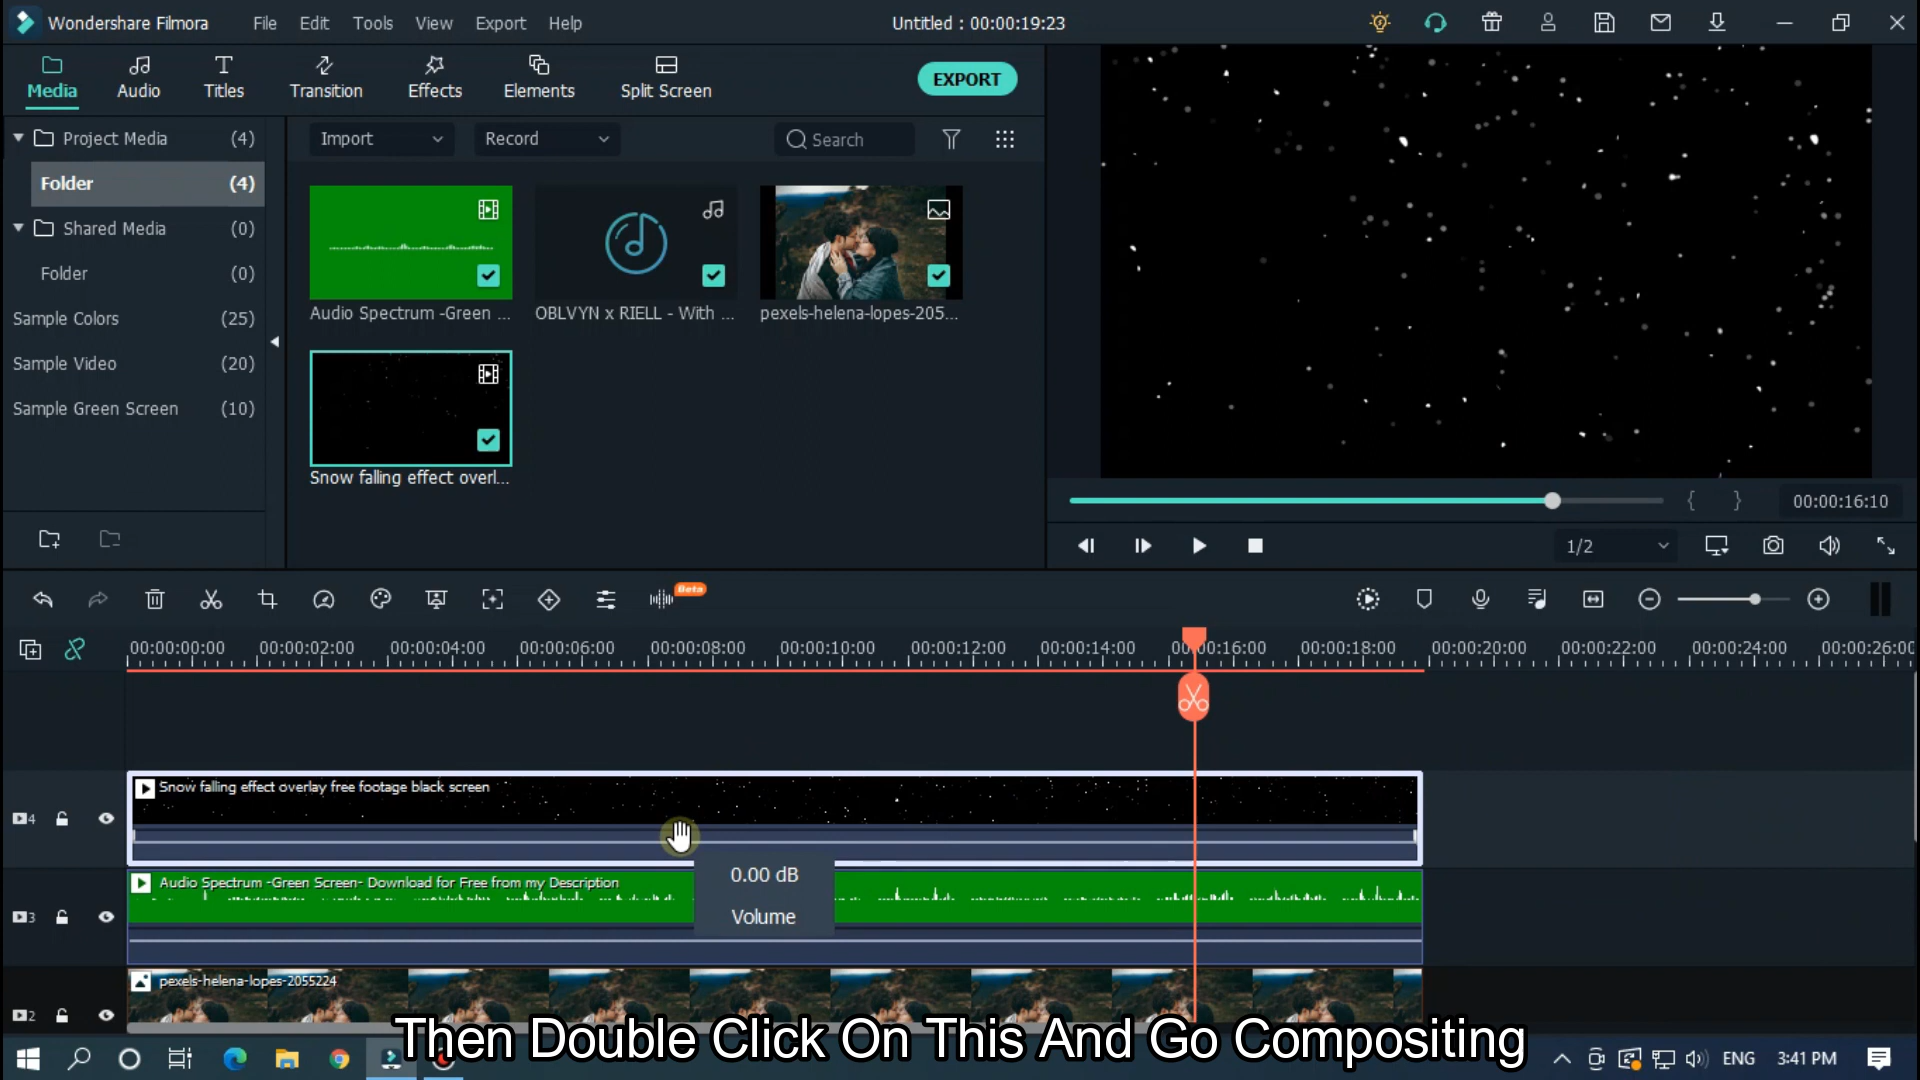 Wondershare Filmora
File Edit Tools View Export Help
Untitled : 00:00:19:23
Media Audio Titles Transition Effects Elements Split Screen
EXPORT
Project Media (4)
Folder (4)
Shared Media (0)
Folder (0)
Sample Colors (25)
Sample Video (20)
Sample Green Screen (10)
Import Record Search
Audio Spectrum -Green ... OBLVYN x RIELL - With ... pexels-helena-lopes-205...
Snow falling effect overl...
00:00:16:10
1/2
Beta
00:00:00:00 00:00:02:00 00:00:04:00 00:00:06:00 00:00:08:00 00:00:10:00 00:00:12:00 00:00:14:00 00:00:16:00 00:00:18:00 00:00:20:00 00:00:22:00 00:00:24:00 00:00:26:00
Snow falling effect overlay free footage black screen
4
0.00 dB
Volume
Audio Spectrum -Green Screen- Download for Free from my Description
3
pexels-helena-lopes-2055224
2
Then Double Click On This And Go Compositing
ENG 3:41 PM